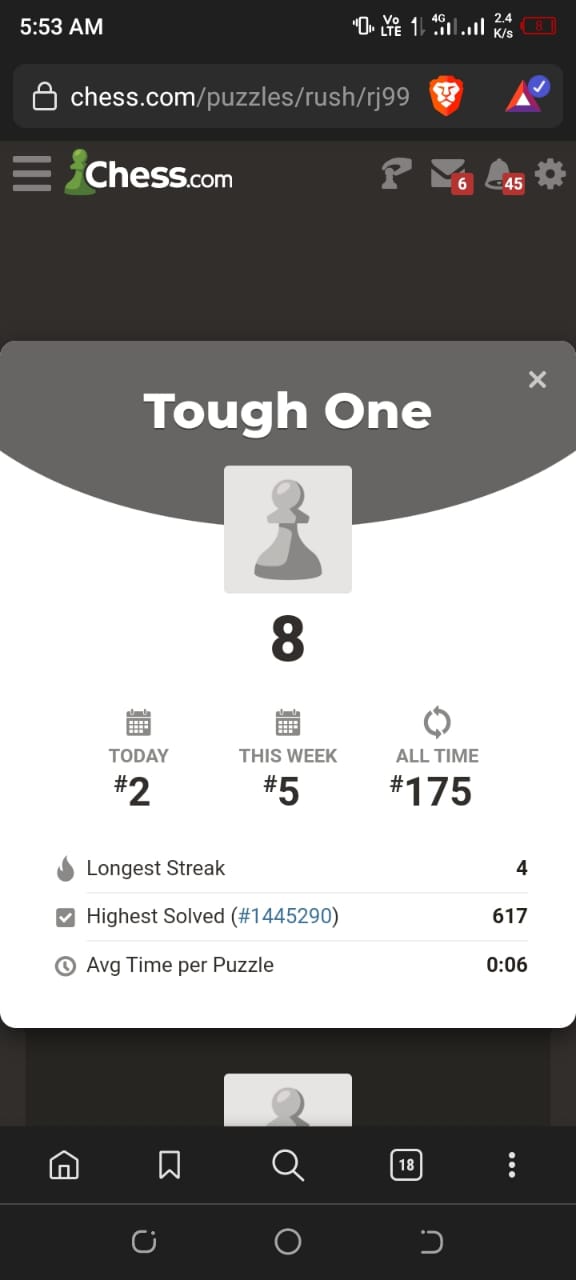 5:53 AM Vo LTE 4G 2.4 K/s 8
chess.com/puzzles/rush/rj99
Chess.com 6 45
Tough One
8
TODAY THIS WEEK ALL TIME
#2 #5 #175
Longest Streak 4
Highest Solved (#1445290) 617
Avg Time per Puzzle 0:06
18